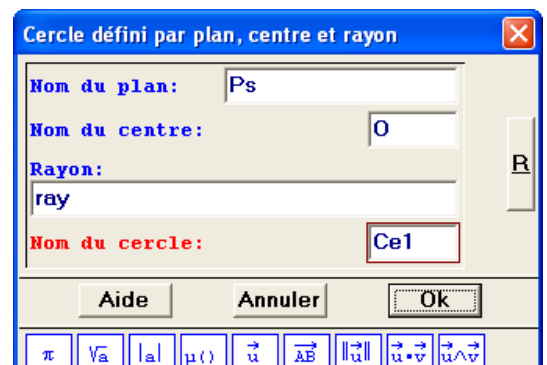 Cercle défini par plan, centre et rayon
Nom du plan: Ps
Nom du centre: O
Rayon:
R
ray
Nom du cercle: Ce1
Aide Annuler Ok
π √a |a| μ() u⃗ AB⃗ ‖u⃗‖ u⃗•v⃗ u⃗∧v⃗